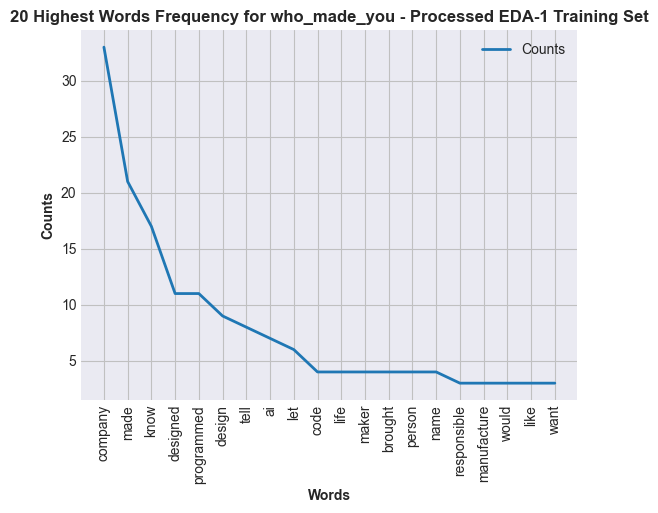 20 Highest Words Frequency for who_made_you - Processed EDA-1 Training Set
Counts
Counts
30
25
20
15
10
5
company
made
know
designed
programmed
design
tell
ai
let
code
life
maker
brought
person
name
responsible
manufacture
would
like
want
Words